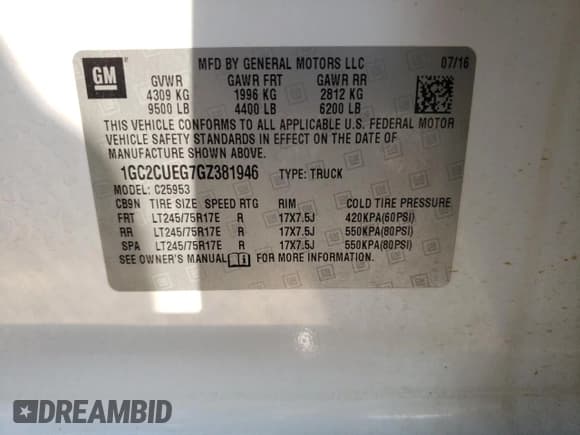 GM
MFD BY GENERAL MOTORS LLC 07/16
GVWR GAWR FRT GAWR RR
4309 KG 1996 KG 2812 KG
9500 LB 4400 LB 6200 LB
THIS VEHICLE CONFORMS TO ALL APPLICABLE U.S. FEDERAL MOTOR
VEHICLE SAFETY STANDARDS IN EFFECT ON THE DATE OF
MANUFACTURE SHOWN ABOVE.
1GC2CUEG7GZ381946 TYPE: TRUCK
MODEL: C25953
CB9N TIRE SIZE SPEED RTG RIM COLD TIRE PRESSURE
FRT LT245/75R17E R 17X7.5J 420KPA(60PSI)
RR LT245/75R17E R 17X7.5J 550KPA(80PSI)
SPA LT245/75R17E R 17X7.5J 550KPA(80PSI)
SEE OWNER'S MANUAL FOR MORE INFORMATION.
DREAMBID